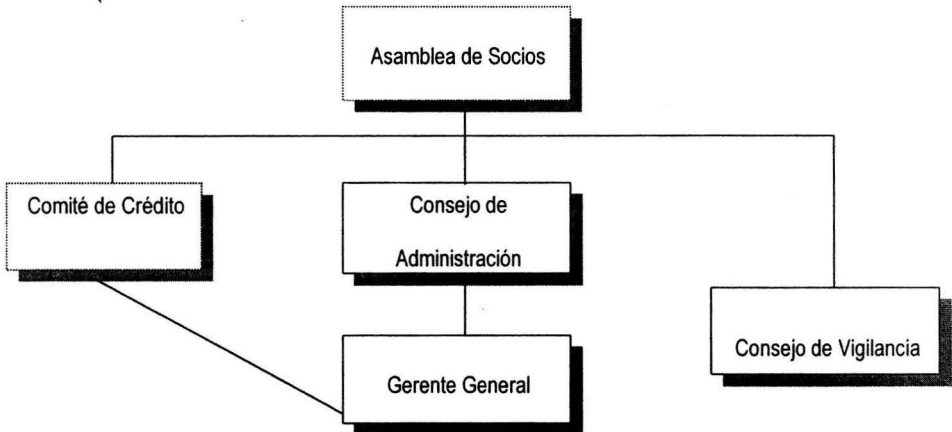 Asamblea de Socios
Comité de Crédito
Consejo de
Administración
Consejo de Vigilancia
Gerente General